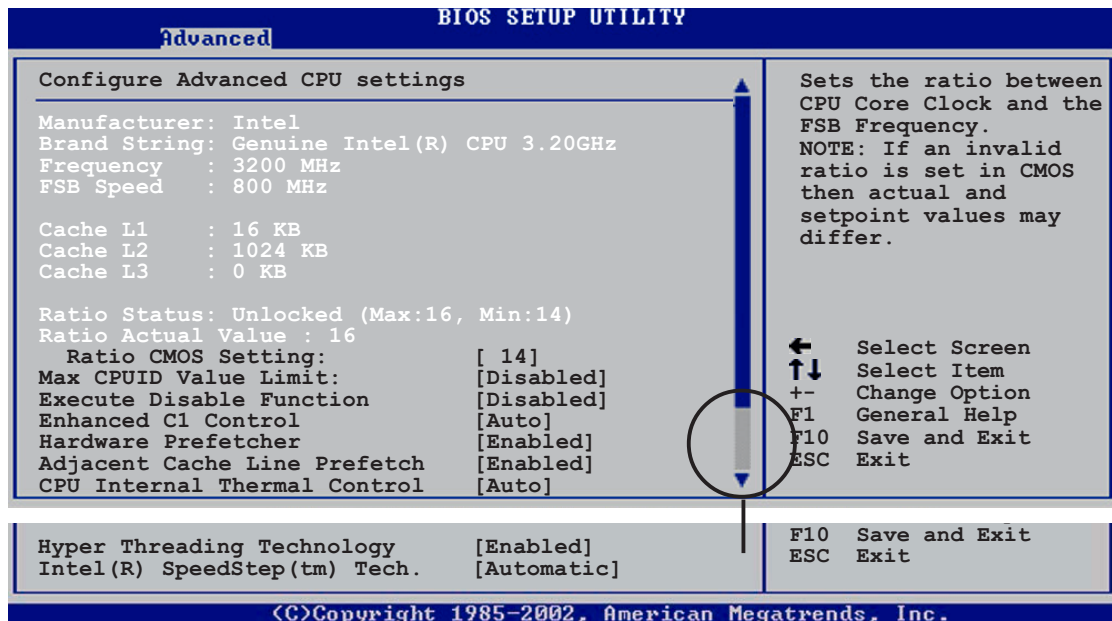 BIOS SETUP UTILITY
Advanced
Configure Advanced CPU settings
Manufacturer: Intel
Brand String: Genuine Intel(R) CPU 3.20GHz
Frequency : 3200 MHz
FSB Speed : 800 MHz
Cache L1 : 16 KB
Cache L2 : 1024 KB
Cache L3 : 0 KB
Ratio Status: Unlocked (Max:16, Min:14)
Ratio Actual Value : 16
Ratio CMOS Setting: [ 14]
Max CPUID Value Limit: [Disabled]
Execute Disable Function [Disabled]
Enhanced C1 Control [Auto]
Hardware Prefetcher [Enabled]
Adjacent Cache Line Prefetch [Enabled]
CPU Internal Thermal Control [Auto]
Sets the ratio between
CPU Core Clock and the
FSB Frequency.
NOTE: If an invalid
ratio is set in CMOS
then actual and
setpoint values may
differ.
← Select Screen
↑↓ Select Item
+- Change Option
F1 General Help
F10 Save and Exit
ESC Exit
Hyper Threading Technology [Enabled]
Intel(R) SpeedStep(tm) Tech. [Automatic]
F10 Save and Exit
ESC Exit
(C)Copyright 1985-2002, American Megatrends, Inc.